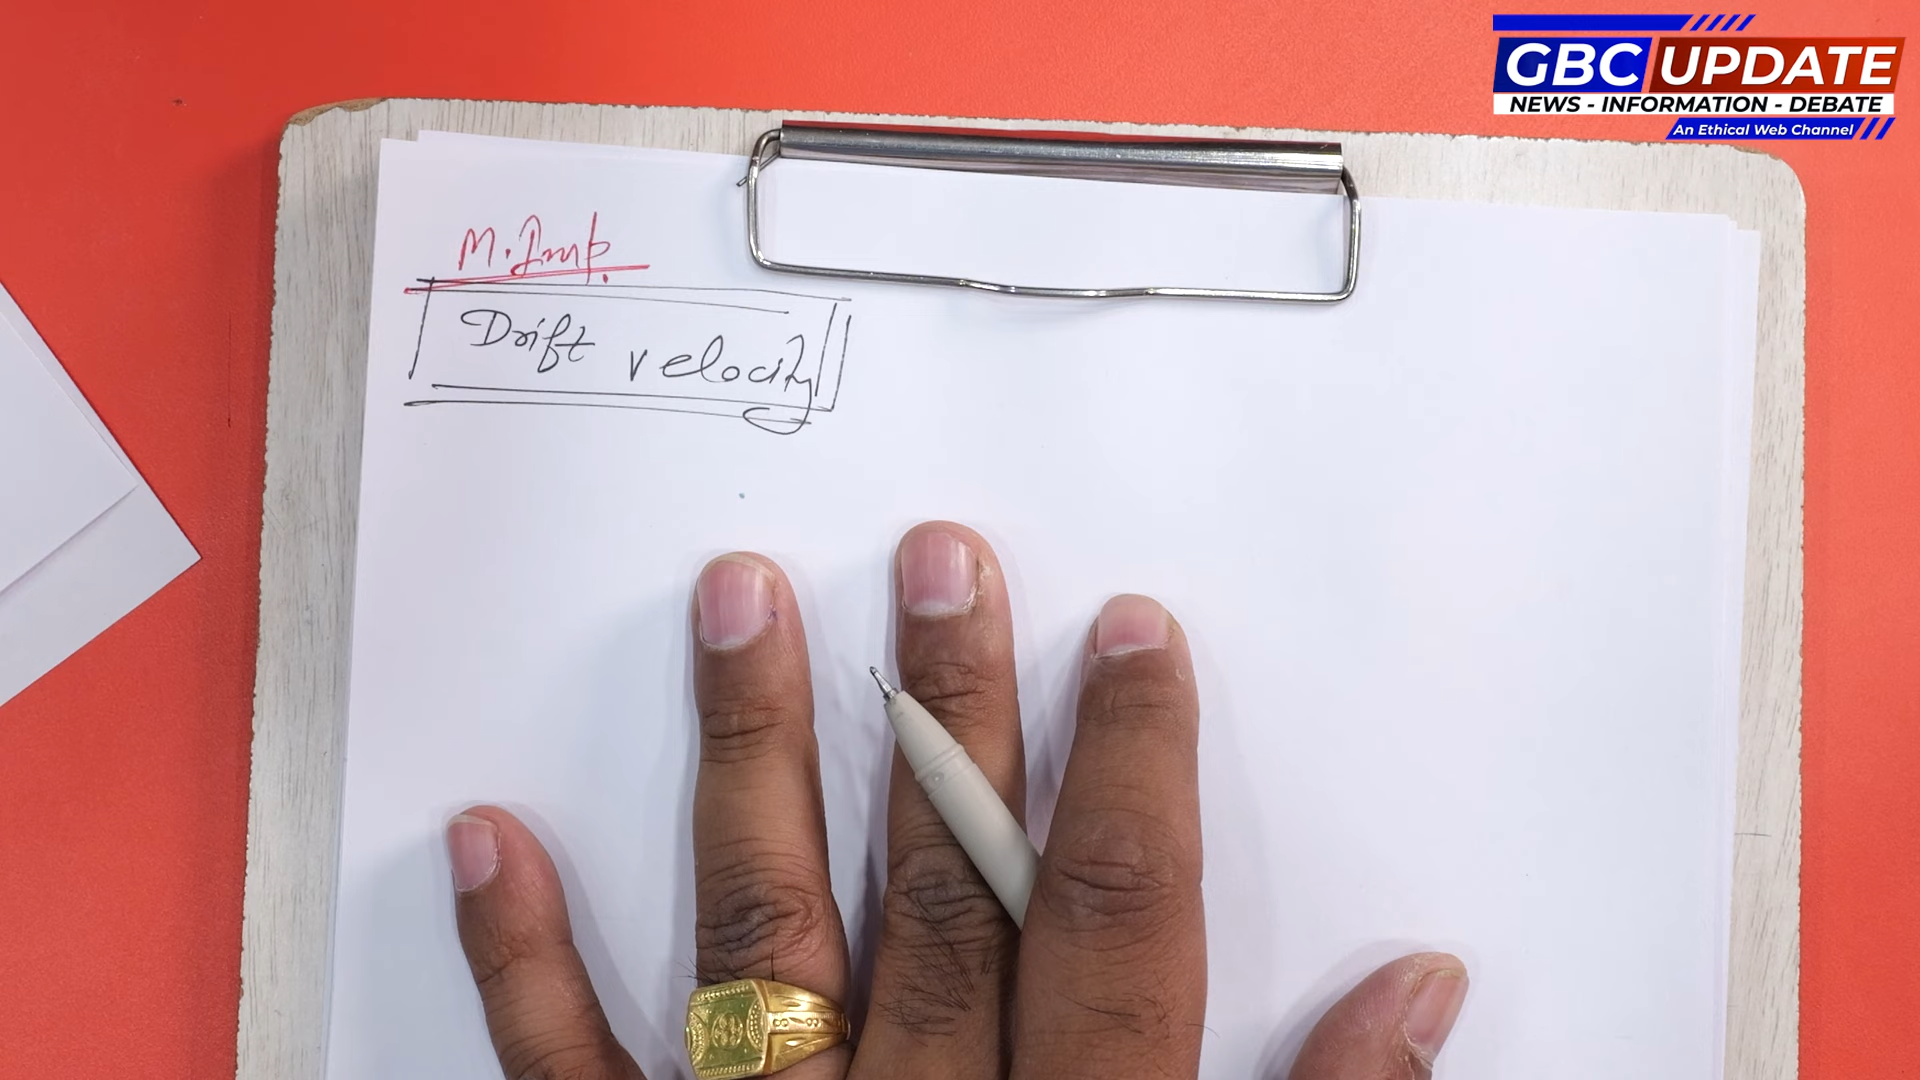 GBC UPDATE
NEWS - INFORMATION - DEBATE
An Ethical Web Channel
M. Imp.
Drift velocity